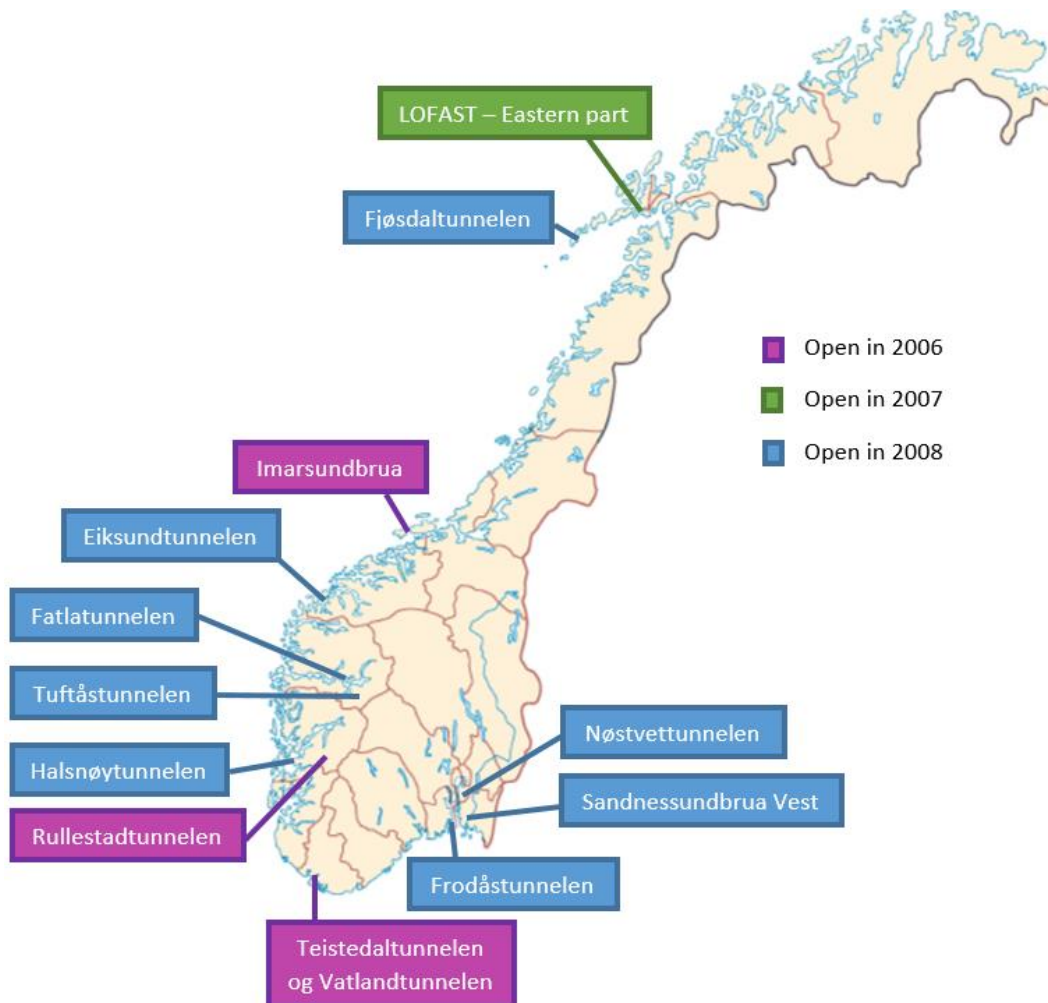 LOFAST – Eastern part
Fjøsdaltunnelen
Open in 2006
Open in 2007
Open in 2008
Imarsundbrua
Eiksundtunnelen
Fatlatunnelen
Tuftåstunnelen
Nøstvettunnelen
Halsnøytunnelen
Sandnessundbrua Vest
Rullestadtunnelen
Frodåstunnelen
Teistedaltunnelen
og Vatlandtunnelen